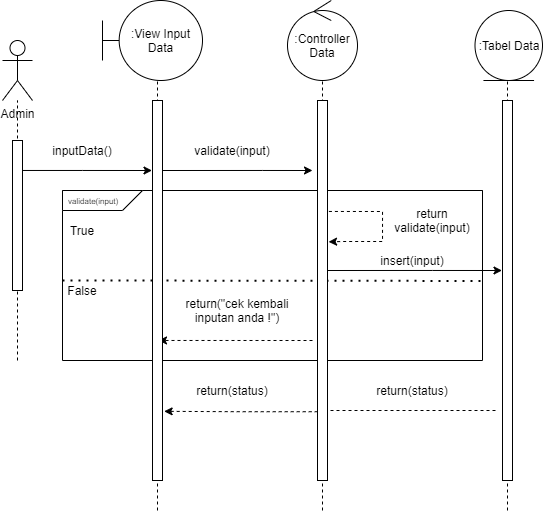 :View Input
Data
:Controller
Data
:Tabel Data
Admin
inputData()
validate(input)
validate(input)
True
return
validate(input)
insert(input)
False
return("cek kembali
inputan anda !")
return(status)
return(status)